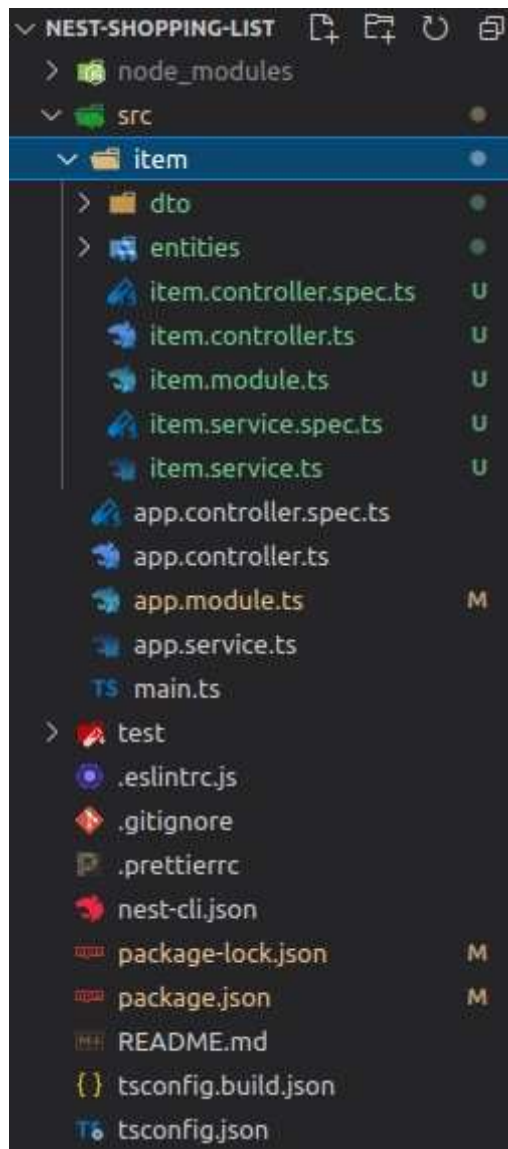 NEST-SHOPPING-LIST
node_modules
src
item
dto
entities
item.controller.spec.ts U
item.controller.ts U
item.module.ts U
item.service.spec.ts U
item.service.ts U
app.controller.spec.ts
app.controller.ts
app.module.ts M
app.service.ts
TS main.ts
test
.eslintrc.js
.gitignore
.prettierrc
nest-cli.json
package-lock.json M
package.json M
README.md
{ } tsconfig.build.json
TS tsconfig.json